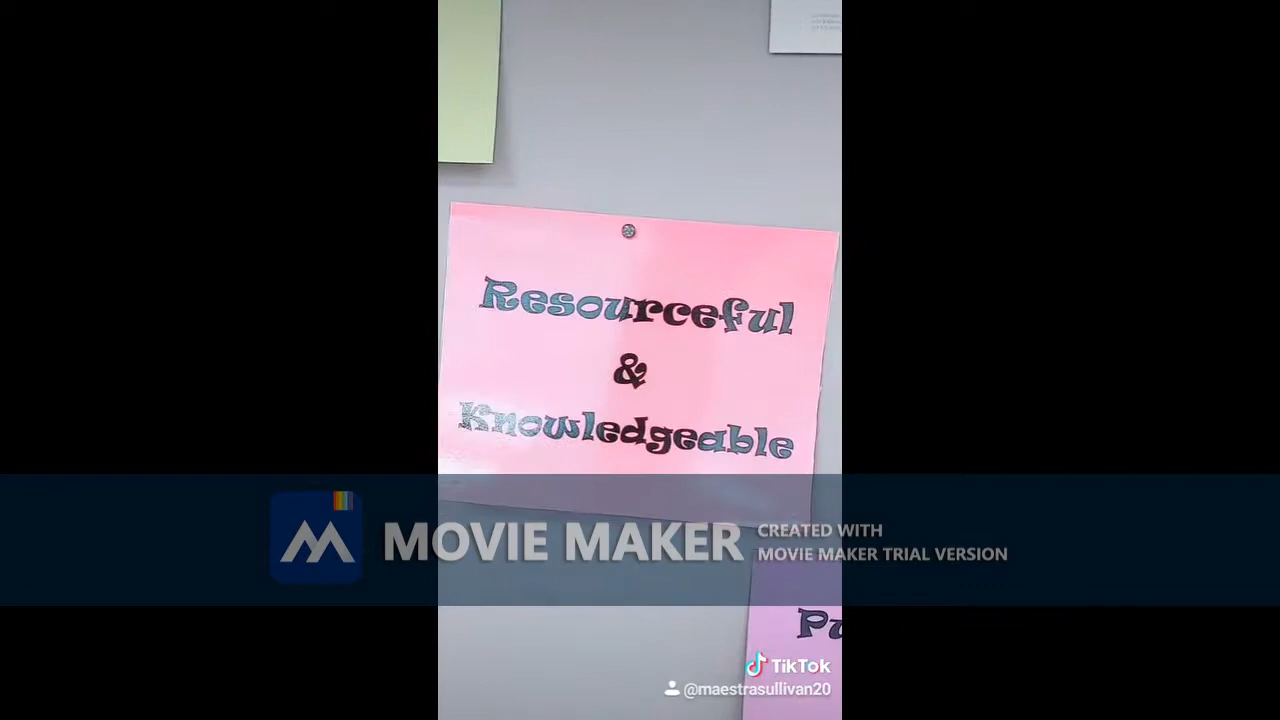 Resourceful
&
Knowledgeable
MOVIE MAKER
CREATED WITH
MOVIE MAKER TRIAL VERSION
TikTok
@maestrasullivan20